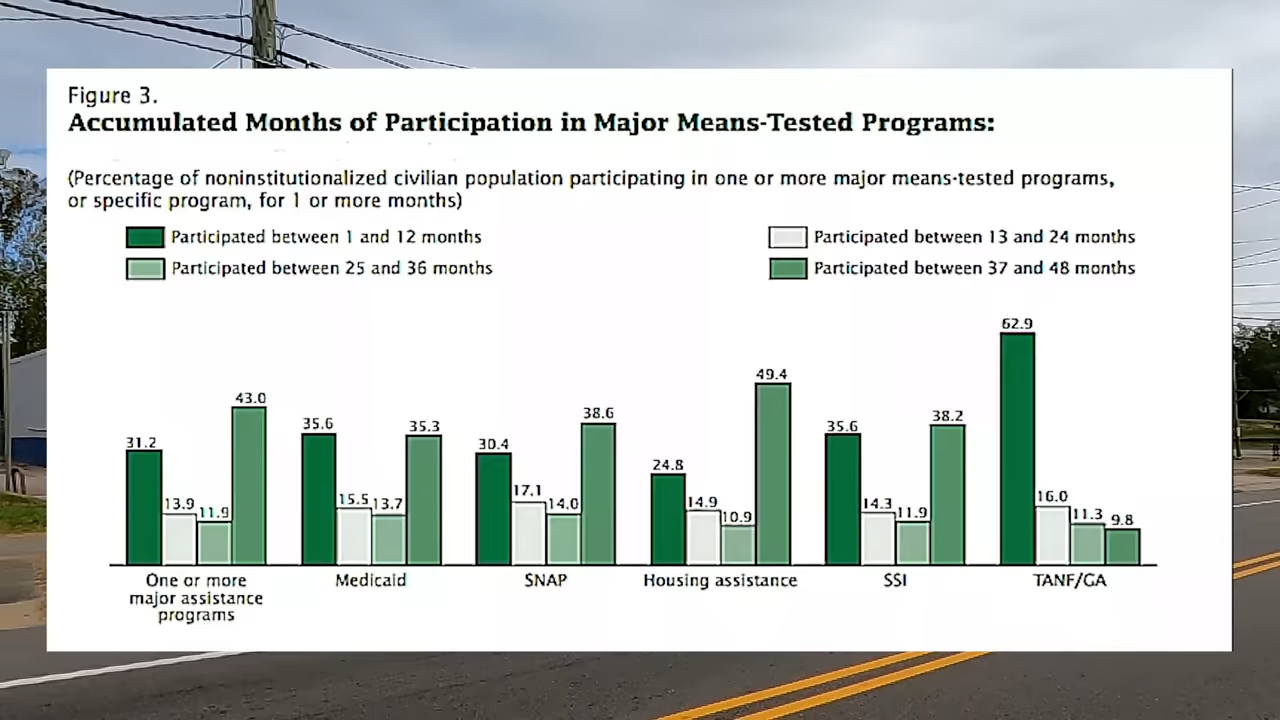 Figure 3.
Accumulated Months of Participation in Major Means-Tested Programs:
(Percentage of noninstitutionalized civilian population participating in one or more major means-tested programs,
or specific program, for 1 or more months)
Participated between 1 and 12 months
Participated between 13 and 24 months
Participated between 25 and 36 months
Participated between 37 and 48 months
31.2
13.9
11.9
43.0
35.6
15.5
13.7
35.3
30.4
17.1
14.0
38.6
24.8
14.9
10.9
49.4
35.6
14.3
11.9
38.2
62.9
16.0
11.3
9.8
One or more
major assistance
programs
Medicaid
SNAP
Housing assistance
SSI
TANF/GA